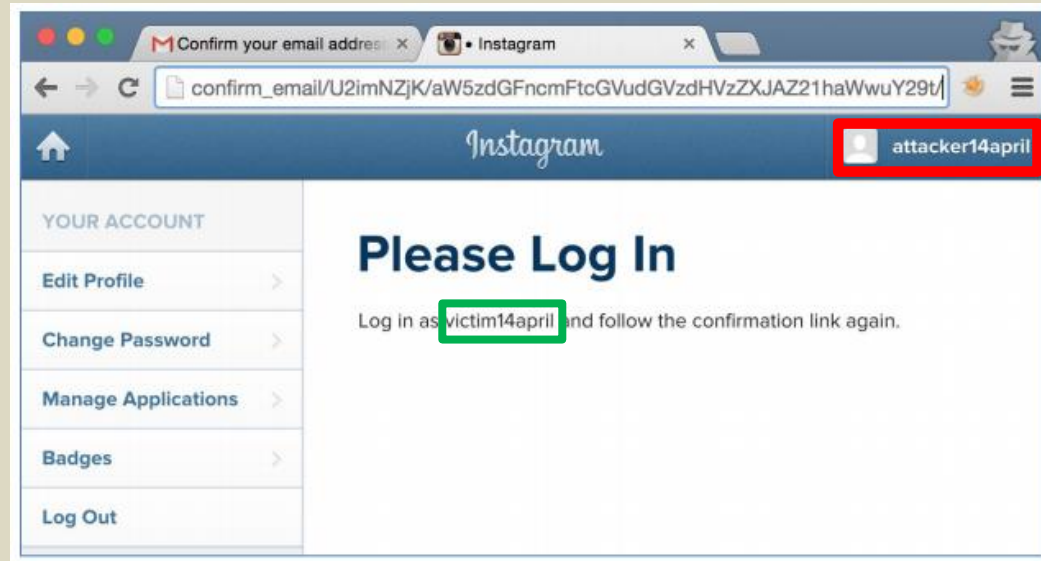 Confirm your email addres
• Instagram
confirm_email/U2imNZjK/aW5zdGFncmFtcGVudGVzdHVzZXJAZ21haWwuY29t/
Instagram
attacker14april
YOUR ACCOUNT
Edit Profile
Change Password
Manage Applications
Badges
Log Out
Please Log In
Log in as victim14april and follow the confirmation link again.